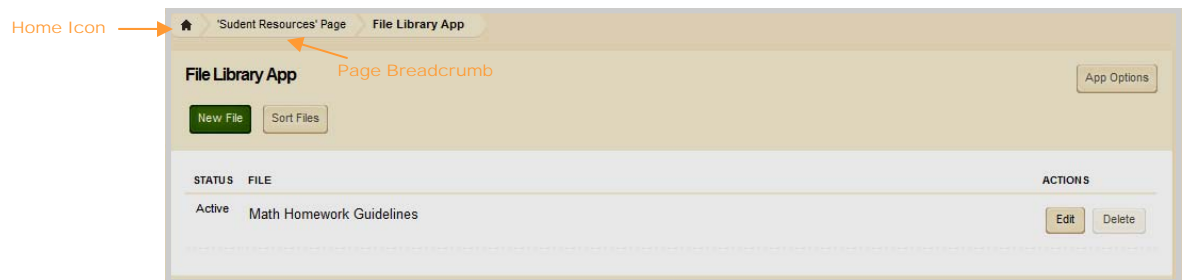 Home Icon
'Sudent Resources' Page File Library App
File Library App
Page Breadcrumb
App Options
New File Sort Files
STATUS FILE ACTIONS
Active Math Homework Guidelines Edit Delete